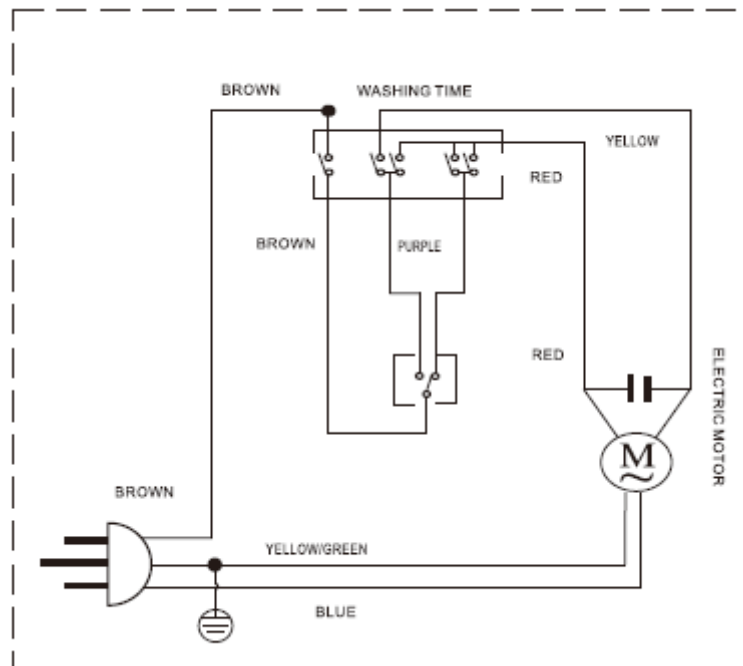 BROWN
WASHING TIME
YELLOW
RED
BROWN
PURPLE
RED
ELECTRIC MOTOR
M
~
BROWN
YELLOW/GREEN
BLUE